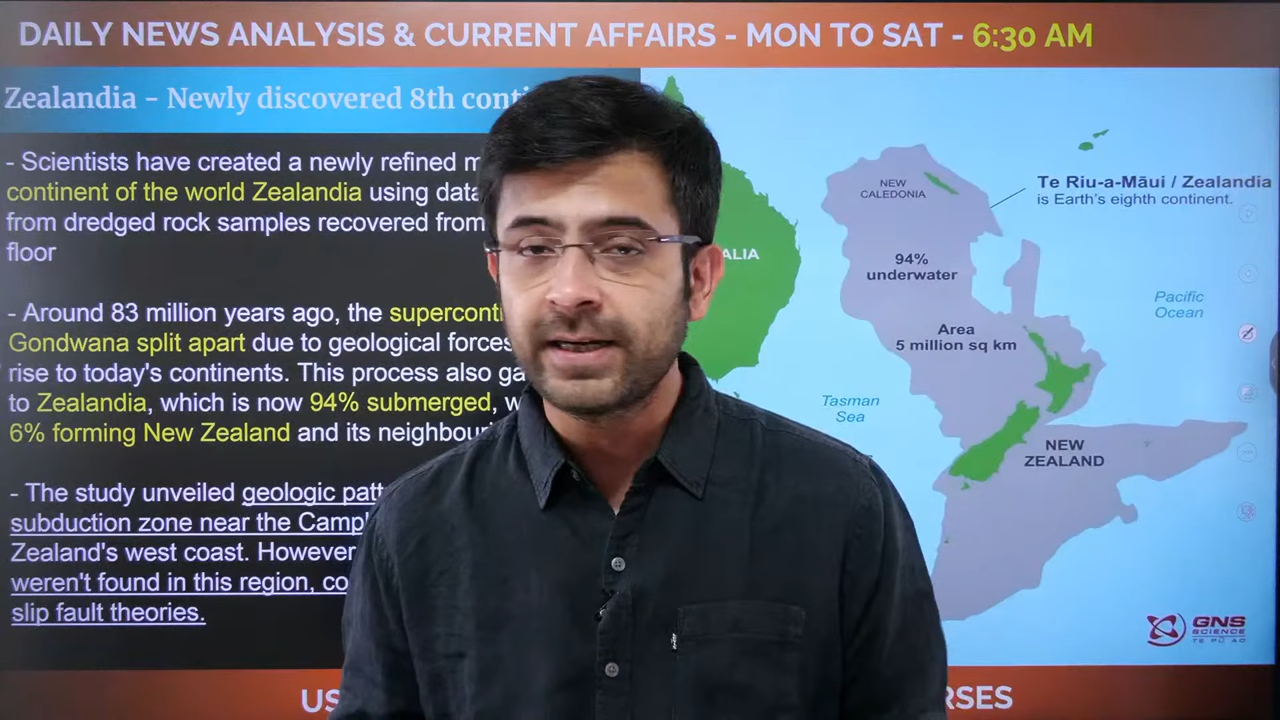 DAILY NEWS ANALYSIS & CURRENT AFFAIRS - MON TO SAT - 6:30 AM
Zealandia - Newly discovered 8th conti
- Scientists have created a newly refined m
continent of the world Zealandia using data
from dredged rock samples recovered from
floor
- Around 83 million years ago, the superconti
Gondwana split apart due to geological forces
rise to today's continents. This process also ga
to Zealandia, which is now 94% submerged, w
6% forming New Zealand and its neighbouri
- The study unveiled geologic patt
subduction zone near the Campb
Zealand's west coast. However
weren't found in this region, co
slip fault theories.
ALIA
NEW
CALEDONIA
Te Riu-a-Māui / Zealandia
is Earth's eighth continent.
94%
underwater
Pacific
Ocean
Area
5 million sq km
Tasman
Sea
NEW
ZEALAND
GNS
SCIENCE
TE PŪ AO
US
RSES